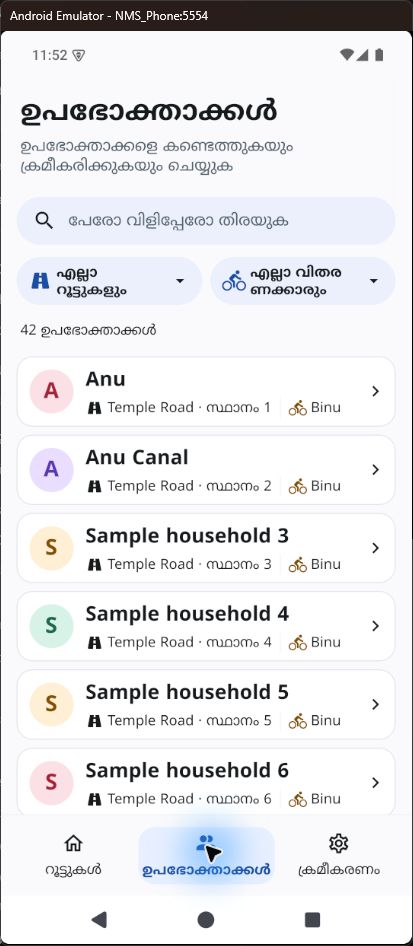 Android Emulator - NMS_Phone:5554
11:52
ഉപഭോക്താക്കൾ
ഉപഭോക്താക്കളെ കണ്ടെത്തുകയും
ക്രമീകരിക്കുകയും ചെയ്യുക
പേരോ വിളിപ്പേരോ തിരയുക
എല്ലാ
റൂട്ടുകളും
എല്ലാ വിതര
ണക്കാരും
42 ഉപഭോക്താക്കൾ
A
Anu
Temple Road · സ്ഥാനം 1
Binu
A
Anu Canal
Temple Road · സ്ഥാനം 2
Binu
S
Sample household 3
Temple Road · സ്ഥാനം 3
Binu
S
Sample household 4
Temple Road · സ്ഥാനം 4
Binu
S
Sample household 5
Temple Road · സ്ഥാനം 5
Binu
S
Sample household 6
Temple Road · സ്ഥാനം 6
Binu
റൂട്ടുകൾ
ഉപഭോക്താക്കൾ
ക്രമീകരണം